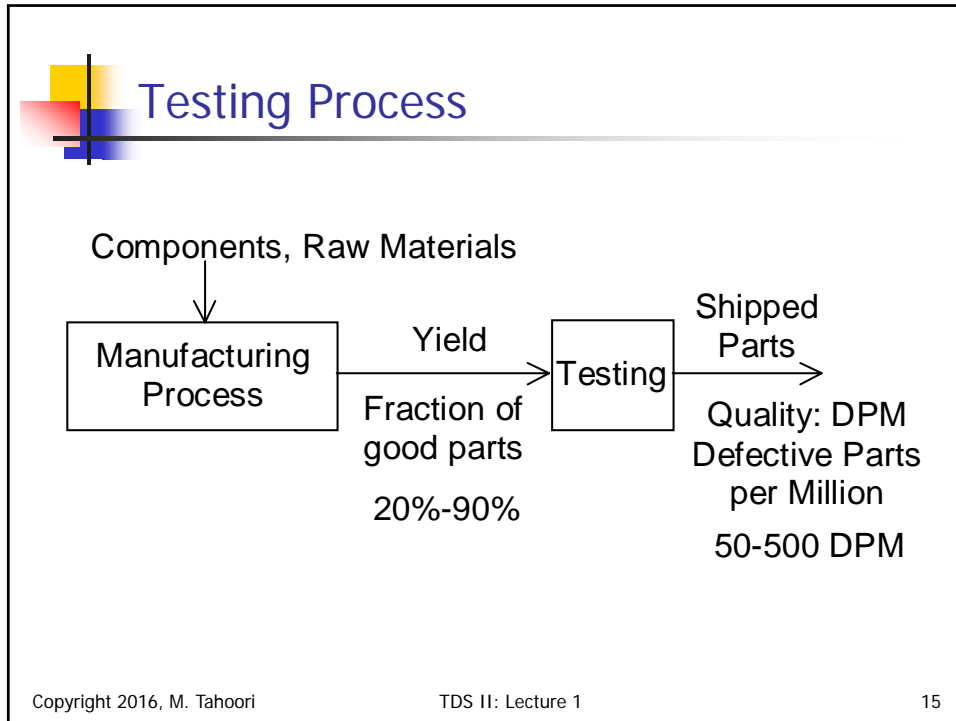 Testing Process
Components, Raw Materials
Manufacturing
Process
Yield
Fraction of
good parts
20%-90%
Testing
Shipped
Parts
Quality: DPM
Defective Parts
per Million
50-500 DPM
Copyright 2016, M. Tahoori
TDS II: Lecture 1
15